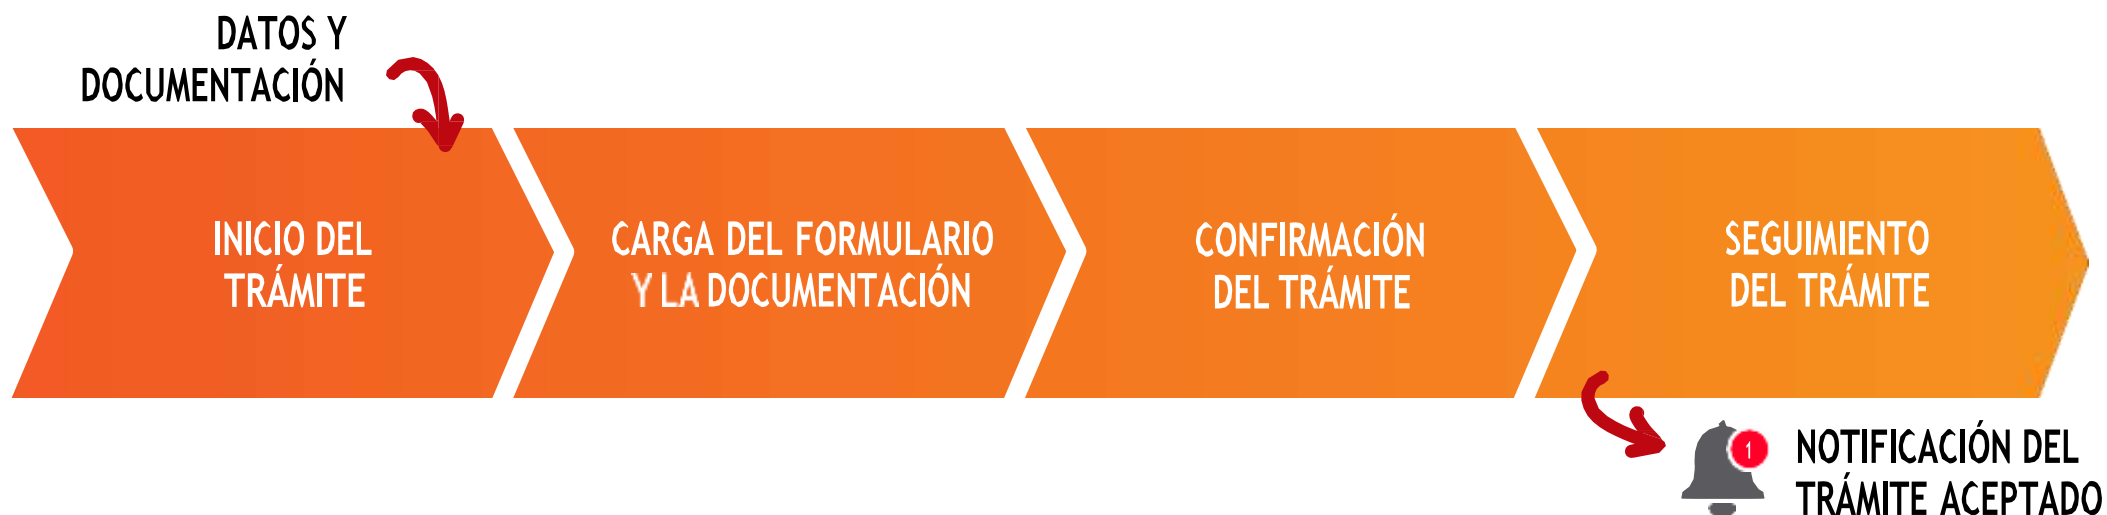 DATOS Y
DOCUMENTACIÓN
INICIO DEL
TRÁMITE
CARGA DEL FORMULARIO
Y LA DOCUMENTACIÓN
CONFIRMACIÓN
DEL TRÁMITE
SEGUIMIENTO
DEL TRÁMITE
1
NOTIFICACIÓN DEL
TRÁMITE ACEPTADO